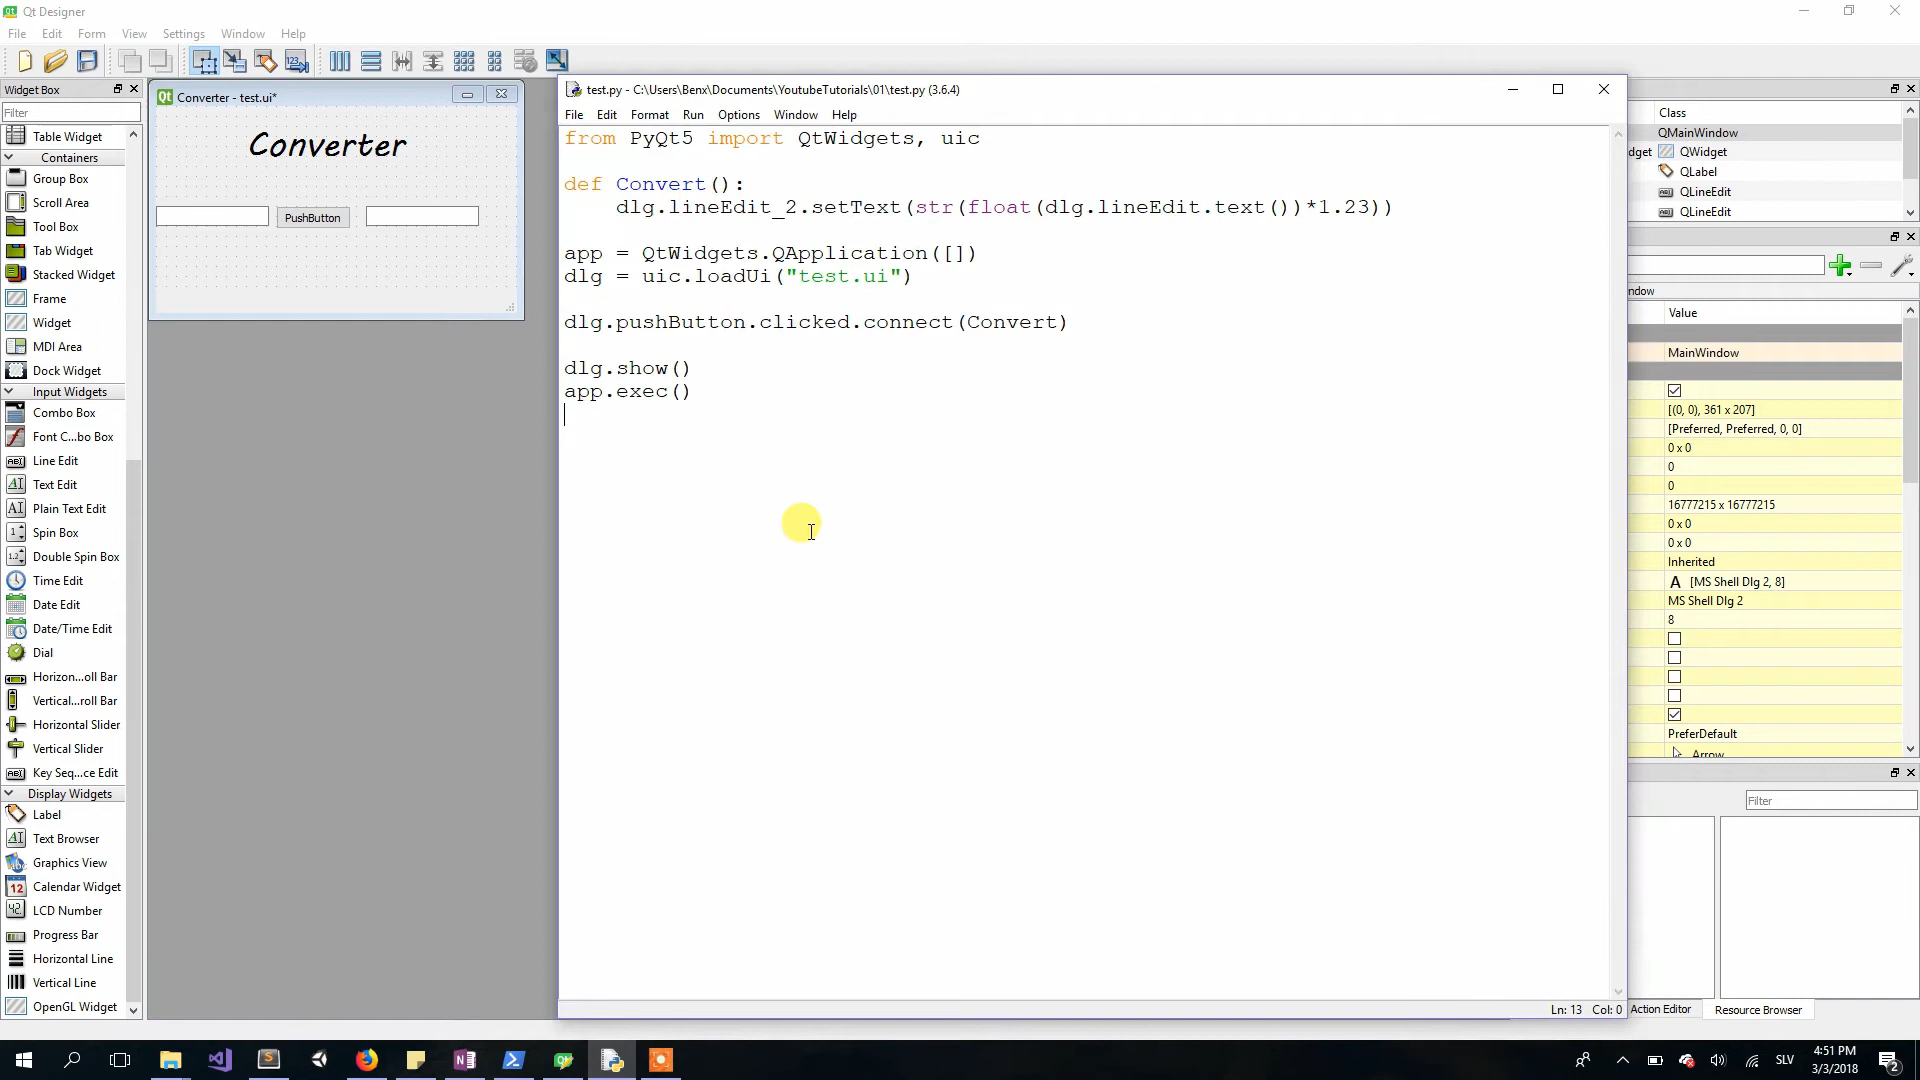 Qt Designer
File Edit Form View Settings Window Help
Widget Box
Filter
Table Widget
Containers
Group Box
Scroll Area
Tool Box
Tab Widget
Stacked Widget
Frame
Widget
MDI Area
Dock Widget
Input Widgets
Combo Box
Font C...bo Box
Line Edit
Text Edit
Plain Text Edit
Spin Box
Double Spin Box
Time Edit
Date Edit
Date/Time Edit
Dial
Horizon...oll Bar
Vertical...roll Bar
Horizontal Slider
Vertical Slider
Key Seq...ce Edit
Display Widgets
Label
Text Browser
Graphics View
Calendar Widget
LCD Number
Progress Bar
Horizontal Line
Vertical Line
OpenGL Widget
Converter - test.ui*
Converter
PushButton
test.py - C:\Users\Benx\Documents\YoutubeTutorials\01\test.py (3.6.4)
File Edit Format Run Options Window Help
from PyQt5 import QtWidgets, uic
def Convert():
dlg.lineEdit_2.setText(str(float(dlg.lineEdit.text())*1.23))
app = QtWidgets.QApplication([])
dlg = uic.loadUi("test.ui")
dlg.pushButton.clicked.connect(Convert)
dlg.show()
app.exec()
Ln: 13 Col: 0
Class
QMainWindow
dget QWidget
QLabel
QLineEdit
QLineEdit
ndow
Value
MainWindow
[(0, 0), 361 x 207]
[Preferred, Preferred, 0, 0]
0 x 0
0
0
16777215 x 16777215
0 x 0
0 x 0
Inherited
A [MS Shell Dlg 2, 8]
MS Shell Dlg 2
8
PreferDefault
Arrow
Filter
Action Editor Resource Browser
SLV
4:51 PM
3/3/2018
2